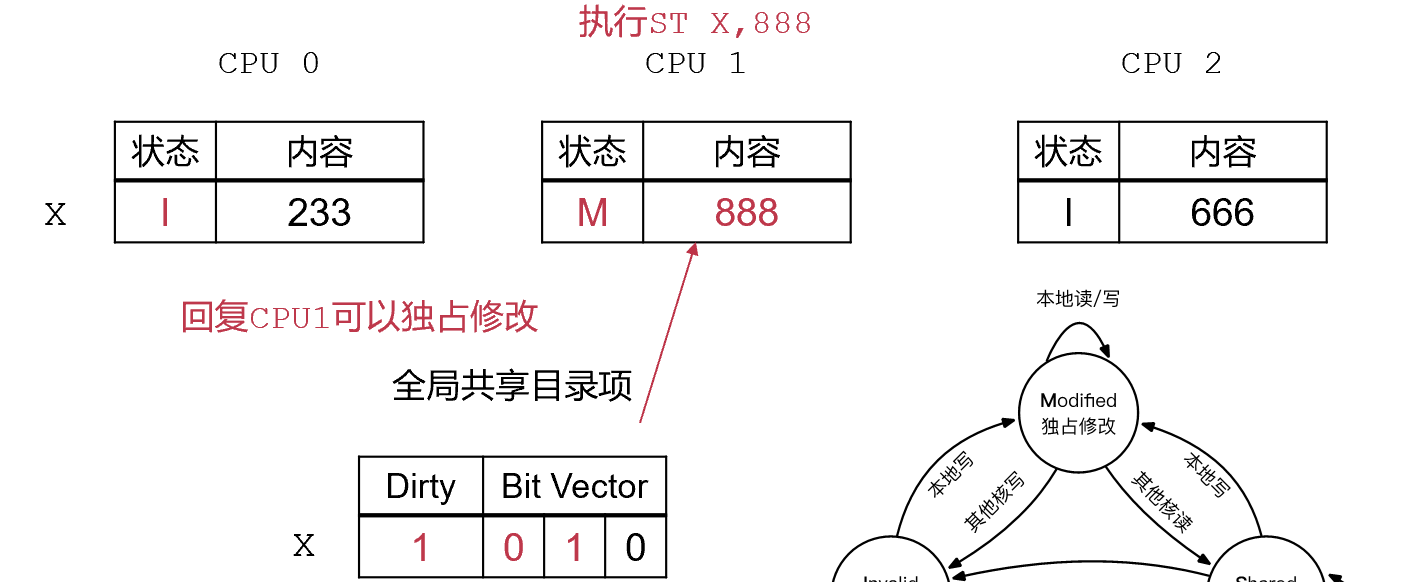 执行ST X,888
CPU 0
CPU 1
CPU 2
状态 内容
状态 内容
状态 内容
X
I 233
M 888
I 666
回复CPU1可以独占修改
全局共享目录项
Dirty Bit Vector
X
1 0 1 0
本地读/写
Modified
独占修改
本地写
其他核写
其他核读
本地写
Invalid
Shared